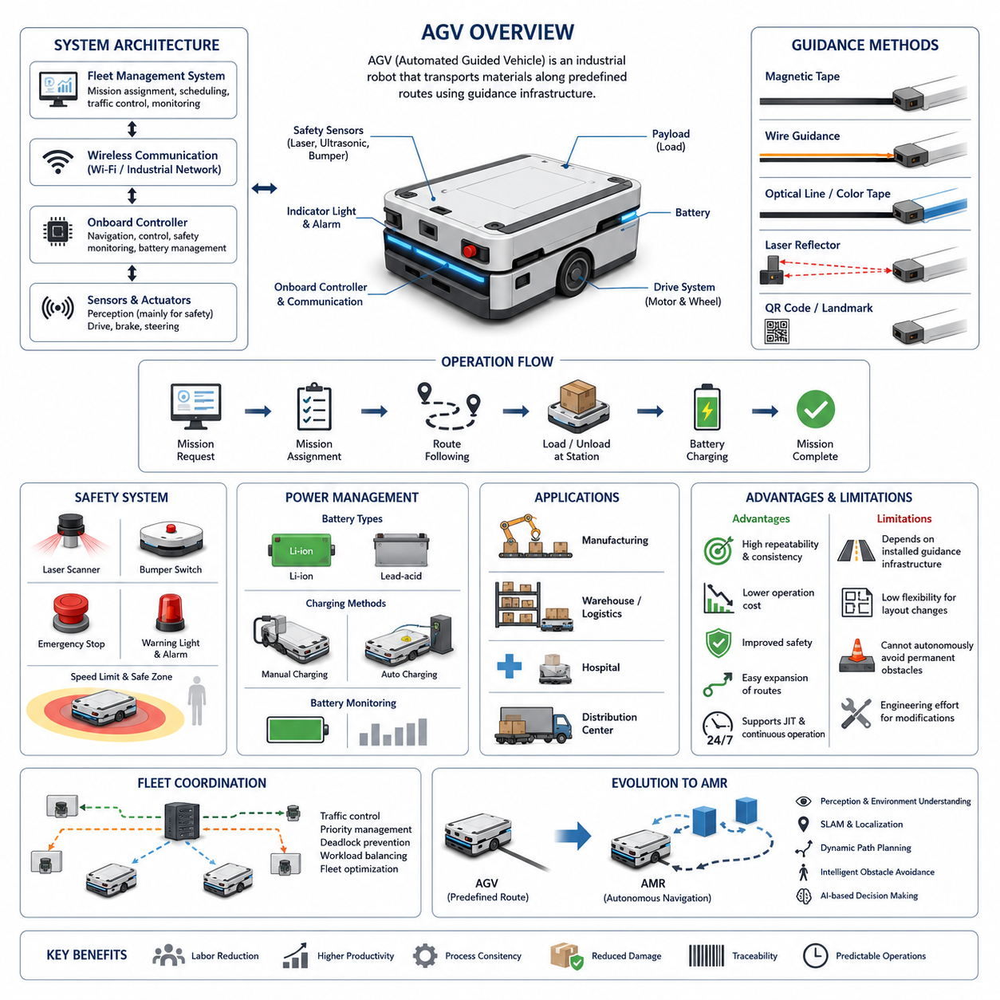 AGV OVERVIEW
AGV (Automated Guided Vehicle) is an industrial
robot that transports materials along predefined
routes using guidance infrastructure.
SYSTEM ARCHITECTURE
Fleet Management System
Mission assignment, scheduling,
traffic control, monitoring
Wireless Communication
(Wi-Fi / Industrial Network)
Onboard Controller
Navigation, control, safety
monitoring, battery management
Sensors & Actuators
Perception (mainly for safety)
Drive, brake, steering
Safety Sensors
(Laser, Ultrasonic,
Bumper)
Indicator Light
& Alarm
Onboard Controller
& Communication
Payload
(Load)
Battery
Drive System
(Motor & Wheel)
GUIDANCE METHODS
Magnetic Tape
Wire Guidance
Optical Line / Color Tape
Laser Reflector
QR Code / Landmark
OPERATION FLOW
Mission
Request
Mission
Assignment
Route
Following
Load / Unload
at Station
Battery
Charging
Mission
Complete
SAFETY SYSTEM
Laser Scanner
Bumper Switch
Emergency Stop
Warning Light
& Alarm
Speed Limit & Safe Zone
POWER MANAGEMENT
Battery Types
Li-ion
Li-ion
Lead-acid
Charging Methods
Manual Charging
Auto Charging
Battery Monitoring
APPLICATIONS
Manufacturing
Warehouse /
Logistics
Hospital
Distribution
Center
ADVANTAGES & LIMITATIONS
Advantages
High repeatability
& consistency
Lower operation
cost
Improved safety
Easy expansion
of routes
24/7
Supports JIT &
continuous operation
Limitations
Depends on
installed guidance
infrastructure
Low flexibility for
layout changes
Cannot autonomously
avoid permanent
obstacles
Engineering effort
for modifications
FLEET COORDINATION
Traffic control
Priority management
Deadlock prevention
Workload balancing
Fleet optimization
EVOLUTION TO AMR
AGV
(Predefined Route)
AMR
(Autonomous Navigation)
Perception & Environment Understanding
SLAM & Localization
Dynamic Path Planning
Intelligent Obstacle Avoidance
AI-based Decision Making
KEY BENEFITS
Labor Reduction
Higher Productivity
Process Consitency
Reduced Damage
Traceability
Predictable Operations